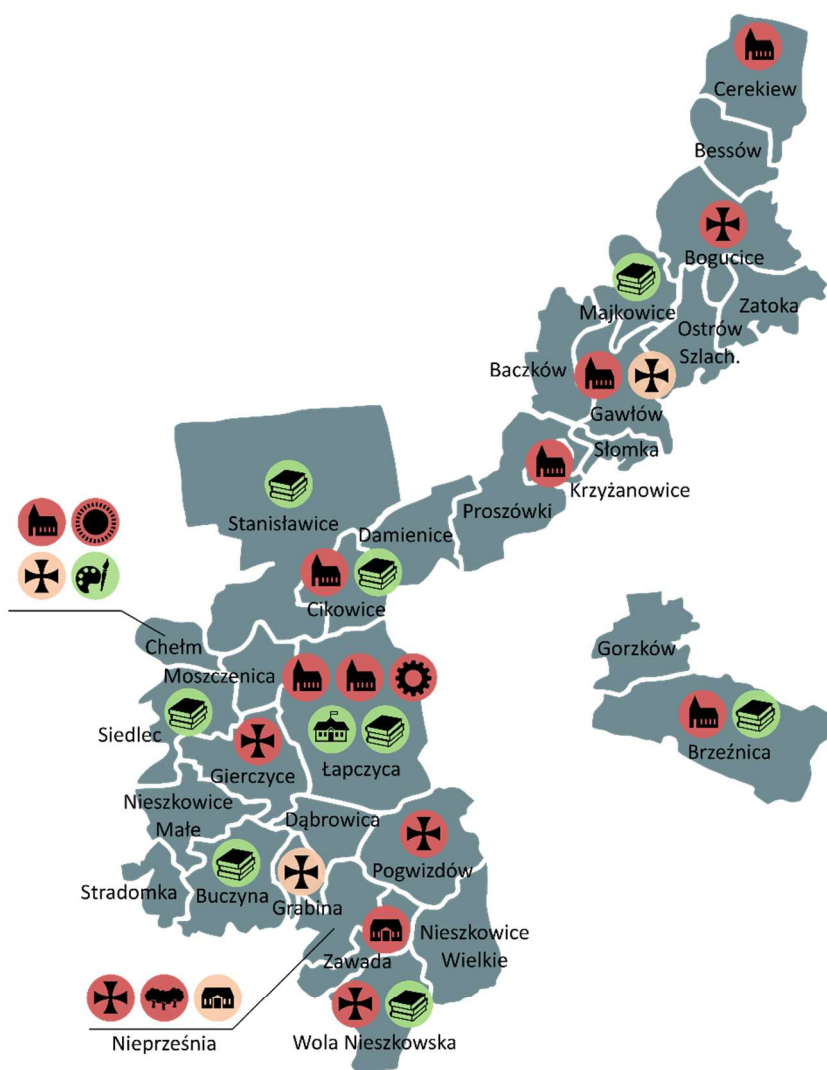 Cerekiew
Bessów
Bogucice
Majkowice
Zatoka
Ostrów
Szlach.
Baczków
Gawłów
Słomka
Krzyżanowice
Proszówki
Stanisławice
Damienice
Cikowice
Chełm
Moszczenica
Gorzków
Siedlec
Brzeźnica
Gierczyce
Łapczyca
Nieszkowice
Małe
Dąbrowica
Pogwizdów
Stradomka
Buczyna
Grabina
Nieszkowice
Wielkie
Zawada
Nieprześnia
Wola Nieszkowska